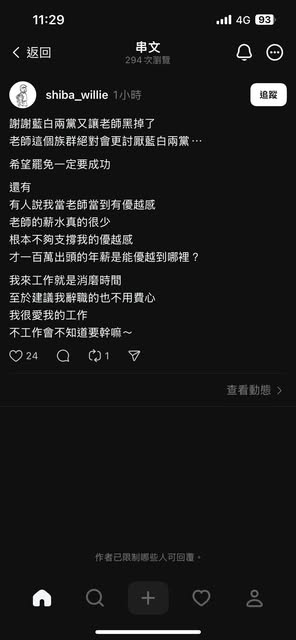 11:29
4G
93
返回
串文
294 次瀏覽
shiba_willie 1小時
追蹤
謝謝藍白兩黨又讓老師黑掉了
老師這個族群絕對會更討厭藍白兩黨⋯
希望罷免一定要成功
還有
有人說我當老師當到有優越感
老師的薪水真的很少
根本不夠支撐我的優越感
才一百萬出頭的年薪是能優越到哪裡？
我來工作就是消磨時間
至於建議我辭職的也不用費心
我很愛我的工作
不工作會不知道要幹嘛～
24
1
查看動態
作者已限制哪些人可回覆。